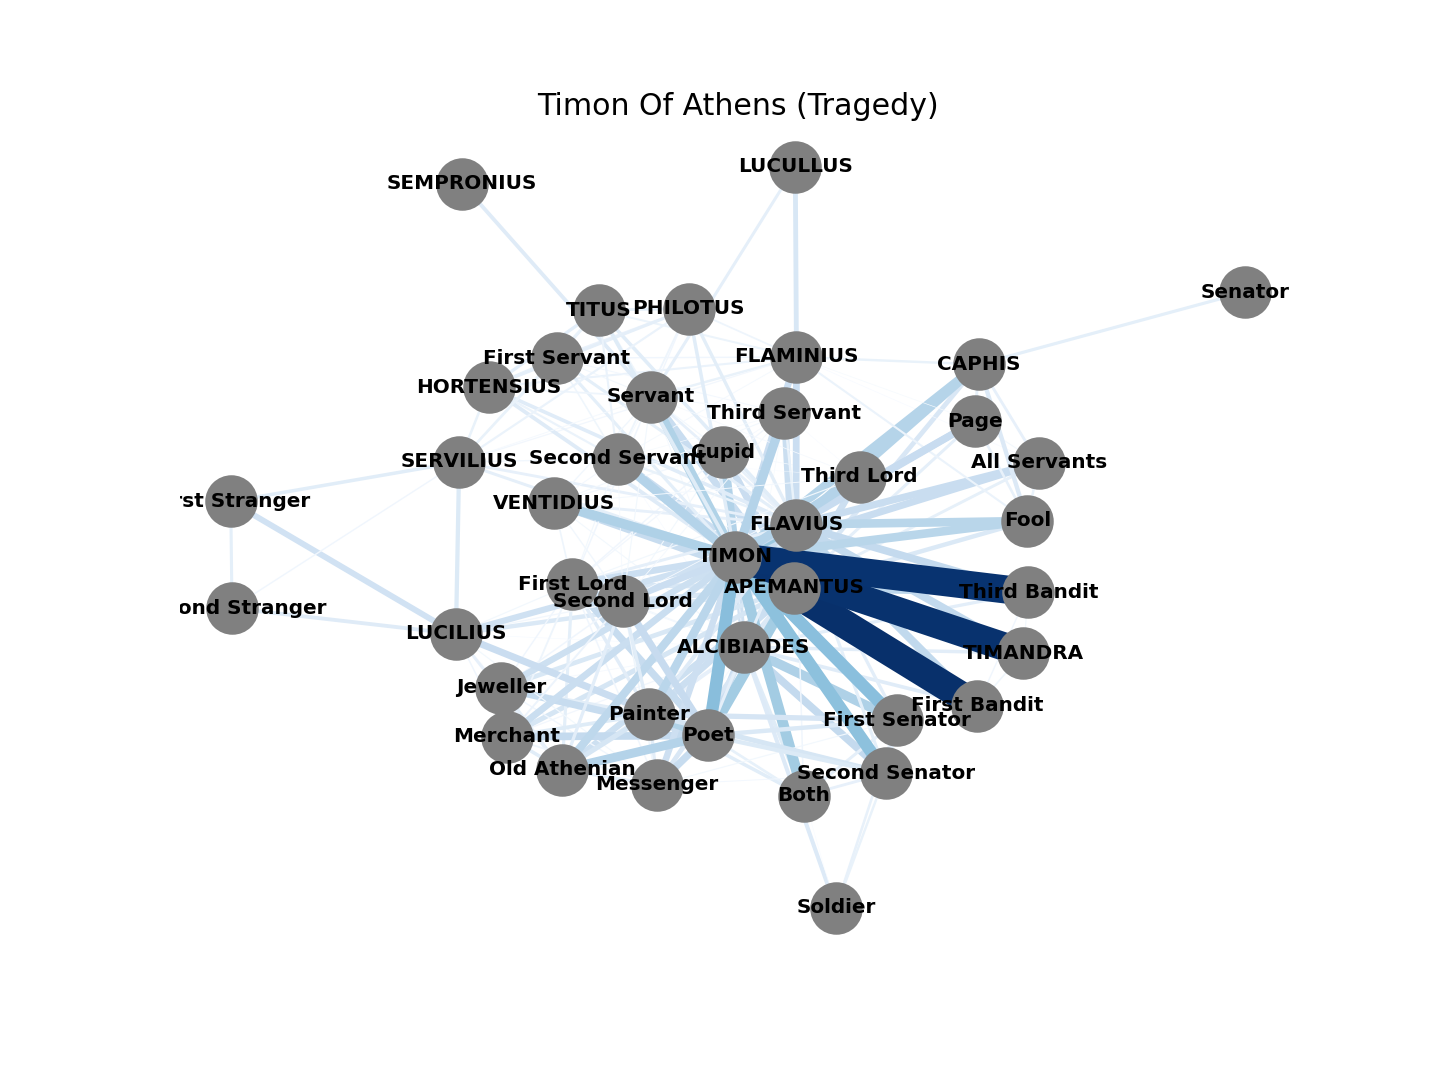 Timon Of Athens (Tragedy)
LUCULLUS
SEMPRONIUS
Senator
TITUS
PHILOTUS
First Servant
FLAMINIUS
CAPHIS
HORTENSIUS
Servant
Third Servant
Page
Cupid
SERVILIUS
Second Servant
All Servants
Third Lord
rst Stranger
VENTIDIUS
FLAVIUS
Fool
TIMON
First Lord
APEMANTUS
Third Bandit
Second Lord
ond Stranger
LUCILIUS
ALCIBIADES
TIMANDRA
Jeweller
First Bandit
Painter
First Senator
Merchant
Poet
Old Athenian
Second Senator
Messenger
Both
Soldier